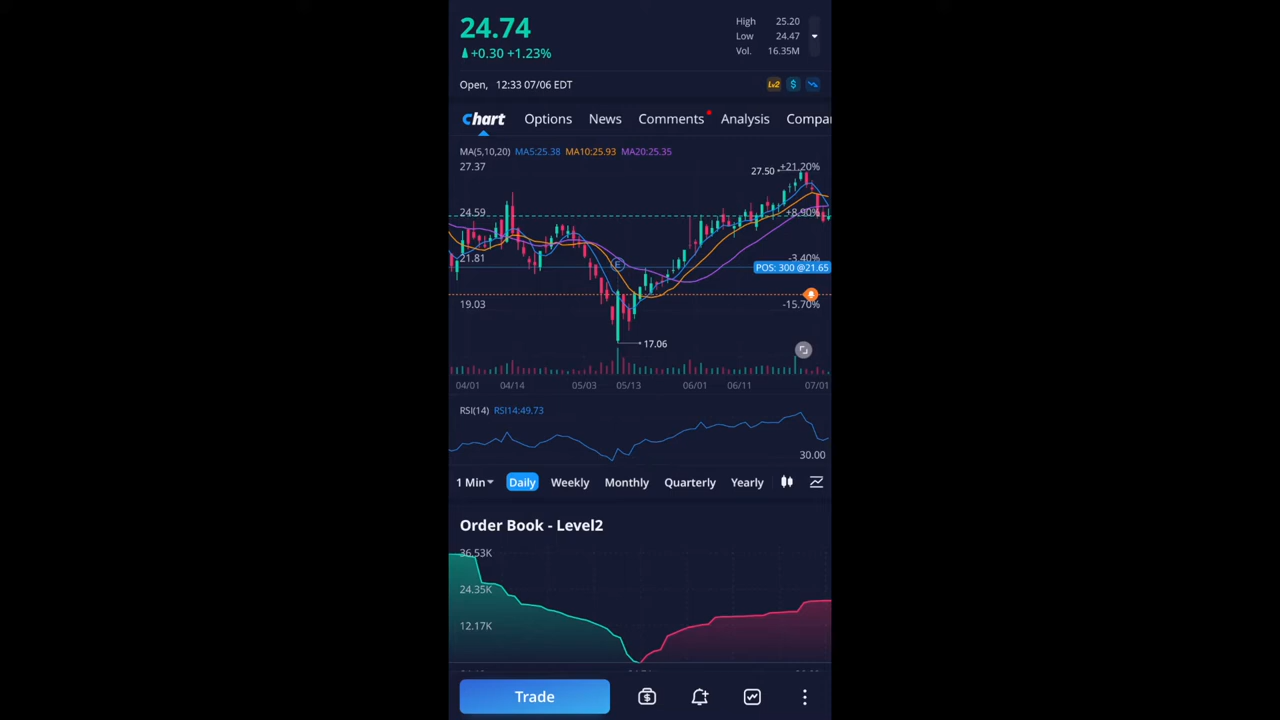 24.74
+0.30 +1.23%
High 25.20
Low 24.47
Vol. 16.35M
Open, 12:33 07/06 EDT
Lv2 $
Chart Options News Comments Analysis Compar
MA(5,10,20) MA5:25.38 MA10:25.93 MA20:25.35
27.37 27.50 +21.20%
24.59 +8.90%
E
21.81 -3.40%
POS: 300 @21.65
19.03 -15.70%
17.06
04/01 04/14 05/03 05/13 06/01 06/11 07/01
RSI(14) RSI14:49.73
30.00
1 Min Daily Weekly Monthly Quarterly Yearly
Order Book - Level2
36.53K
24.35K
12.17K
Trade $